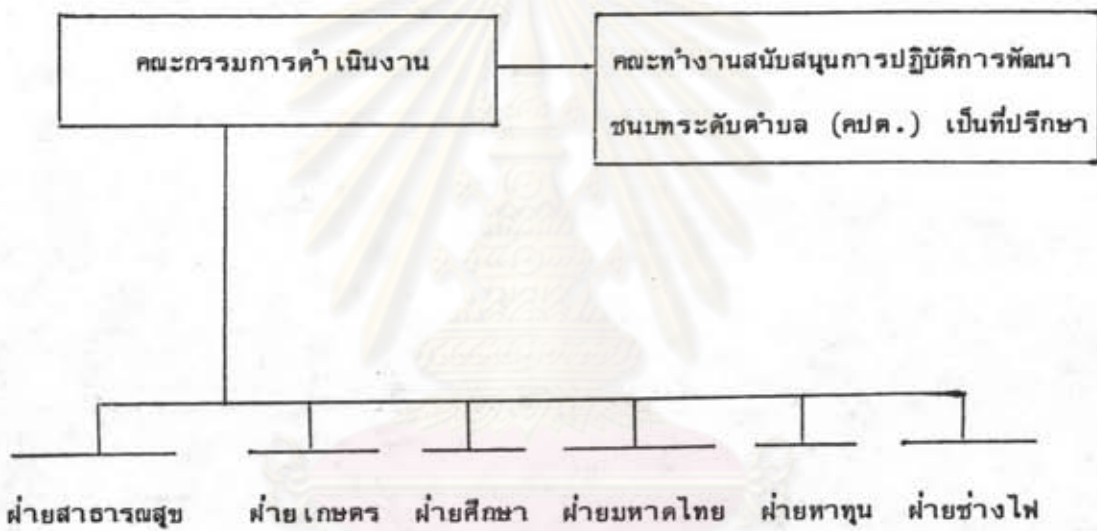 คณะกรรมการดำเนินงาน
คณะทำงานสนับสนุนการปฏิบัติการพัฒนา
ชนบทระดับตำบล (คปต.) เป็นที่ปรึกษา
ฝ่ายสาธารณสุข ฝ่ายเกษตร ฝ่ายศึกษา ฝ่ายมหาดไทย ฝ่ายหาทุน ฝ่ายช่างไฟ